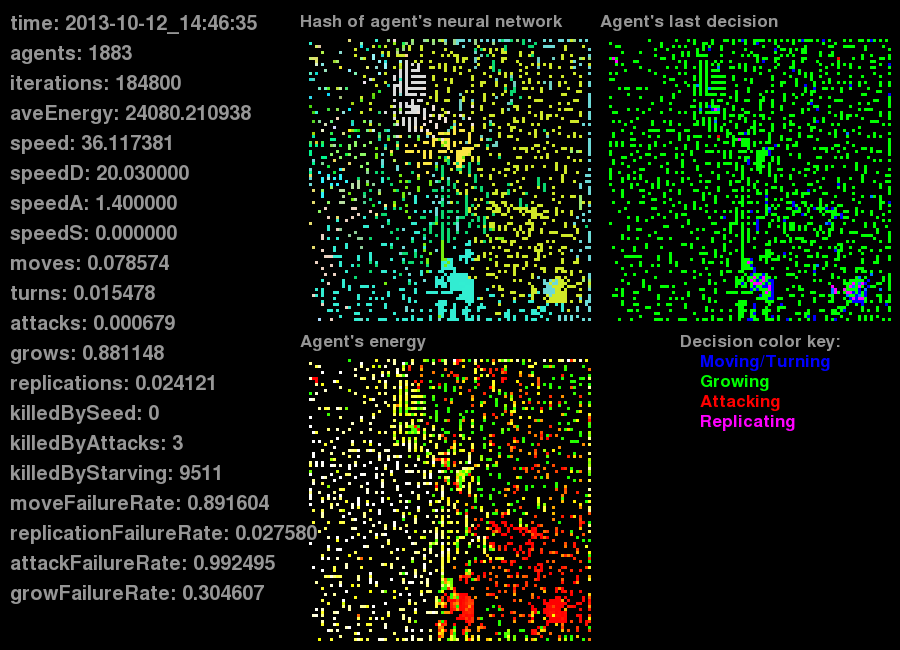 time: 2013-10-12_14:46:35
agents: 1883
iterations: 184800
aveEnergy: 24080.210938
speed: 36.117381
speedD: 20.030000
speedA: 1.400000
speedS: 0.000000
moves: 0.078574
turns: 0.015478
attacks: 0.000679
grows: 0.881148
replications: 0.024121
killedBySeed: 0
killedByAttacks: 3
killedByStarving: 9511
moveFailureRate: 0.891604
replicationFailureRate: 0.027580
attackFailureRate: 0.992495
growFailureRate: 0.304607
Hash of agent's neural network
Agent's last decision
Agent's energy
Decision color key:
Moving/Turning
Growing
Attacking
Replicating